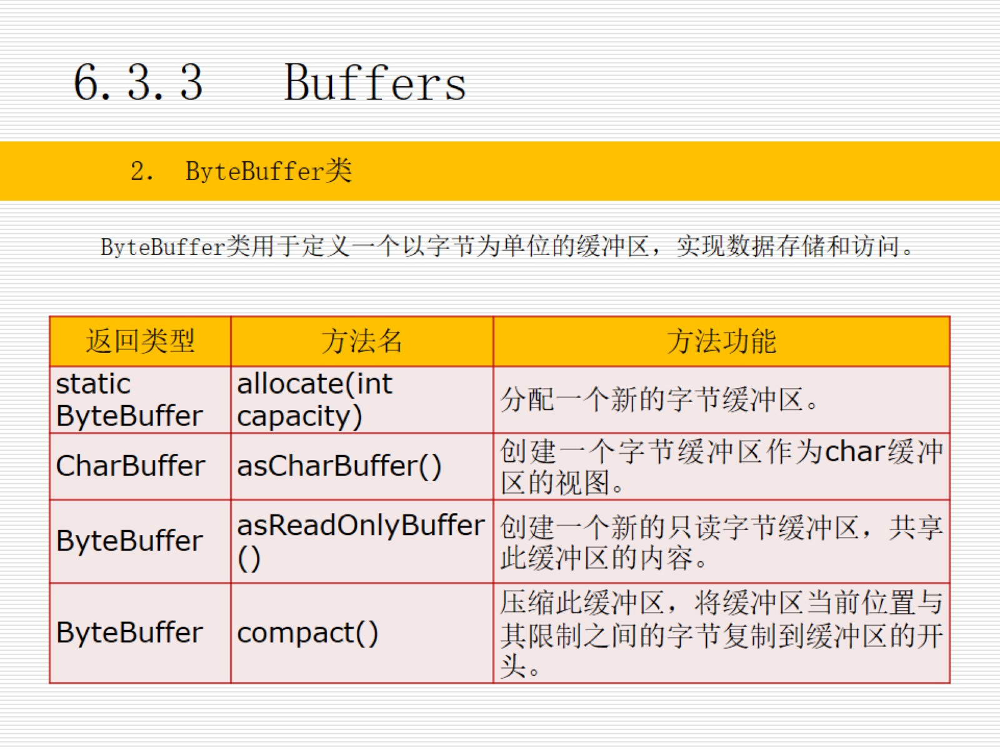 6.3.3 Buffers
2. ByteBuffer类
ByteBuffer类用于定义一个以字节为单位的缓冲区，实现数据存储和访问。
返回类型 方法名 方法功能
static
ByteBuffer
allocate(int
capacity)
分配一个新的字节缓冲区。
CharBuffer
asCharBuffer()
创建一个字节缓冲区作为char缓冲
区的视图。
ByteBuffer
asReadOnlyBuffer
()
创建一个新的只读字节缓冲区，共享
此缓冲区的内容。
ByteBuffer
compact()
压缩此缓冲区，将缓冲区当前位置与
其限制之间的字节复制到缓冲区的开
头。